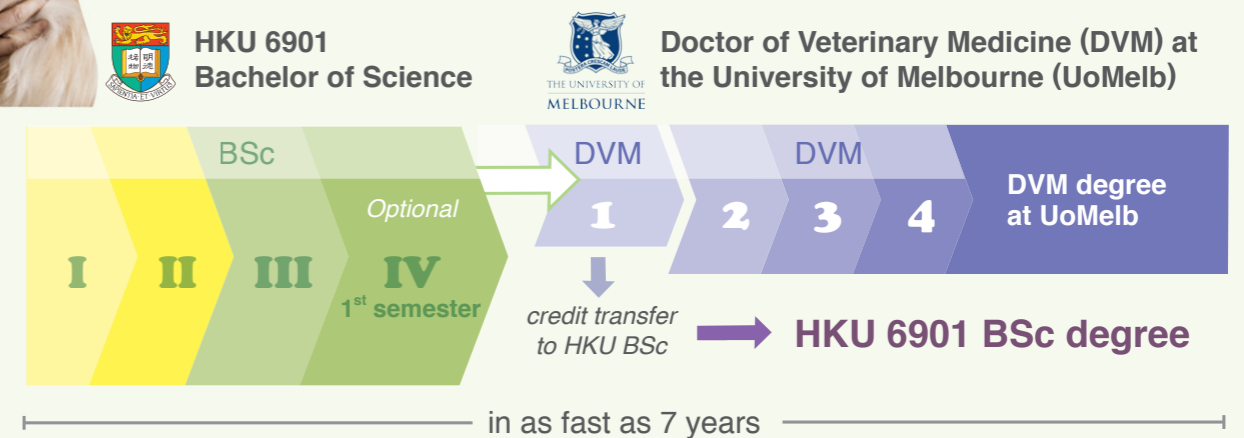 HKU 6901
Bachelor of Science
THE UNIVERSITY OF
MELBOURNE
Doctor of Veterinary Medicine (DVM) at
the University of Melbourne (UoMelb)
BSc
Optional
I
II
III
IV
1st semester
DVM
1
DVM
2
3
4
DVM degree
at UoMelb
credit transfer
to HKU BSc
HKU 6901 BSc degree
in as fast as 7 years